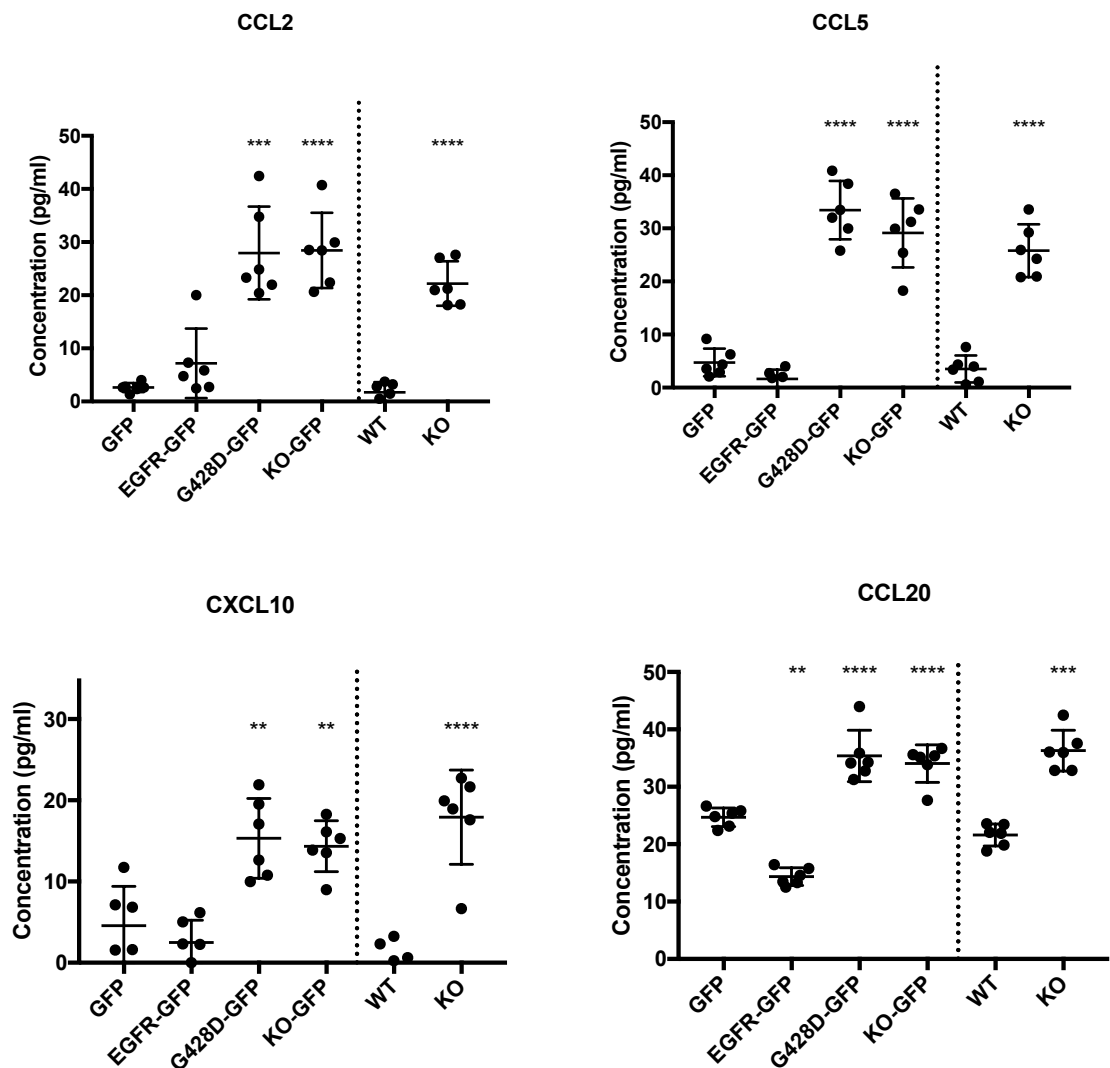 CCL2
Concentration (pg/ml)
50
40
30
20
10
0
*** **** ****
GFP
EGFR-GFP
G428D-GFP
KO-GFP
WT
KO
CCL5
Concentration (pg/ml)
50
40
30
20
10
0
**** **** ****
GFP
EGFR-GFP
G428D-GFP
KO-GFP
WT
KO
CXCL10
Concentration (pg/ml)
30
20
10
0
** ** ****
GFP
EGFR-GFP
G428D-GFP
KO-GFP
WT
KO
CCL20
Concentration (pg/ml)
50
40
30
20
10
0
** **** **** ***
GFP
EGFR-GFP
G428D-GFP
KO-GFP
WT
KO